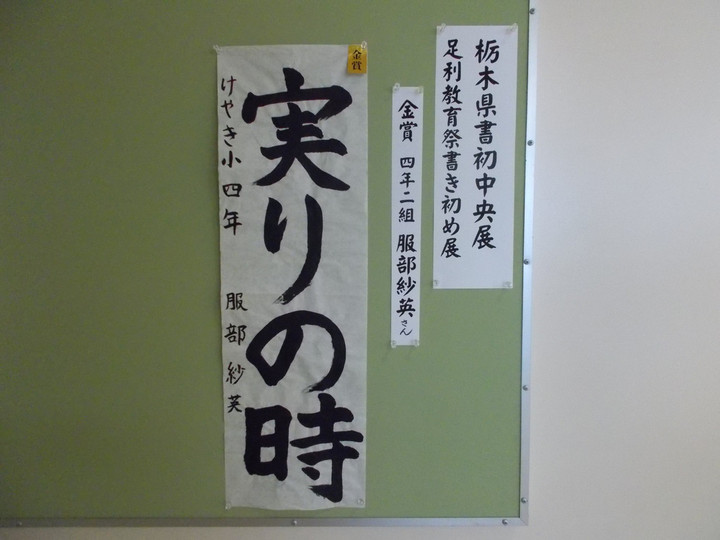 栃木県書初中央展
足利教育祭書き初め展
金賞 四年二組 服部紗英さん
金賞
実りの時
けやき小四年 服部紗英